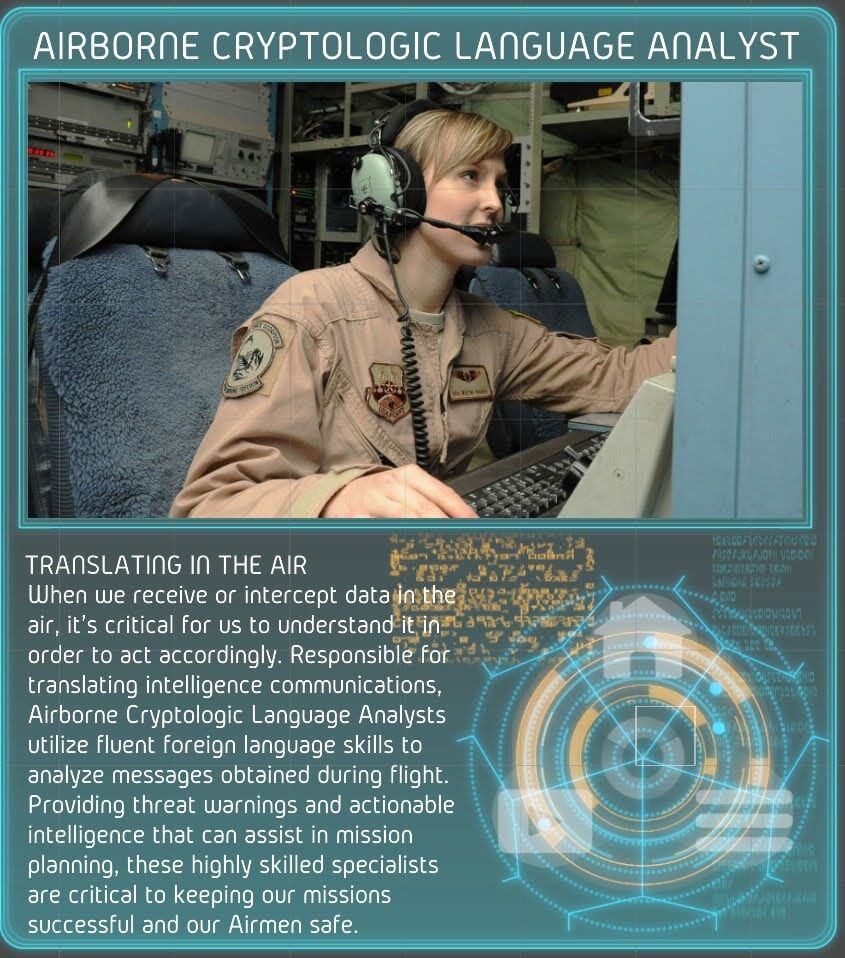 AIRBORNE CRYPTOLOGIC LANGUAGE ANALYST
TRANSLATING IN THE AIR
When we receive or intercept data in the
air, it's critical for us to understand it in
order to act accordingly. Responsible for
translating intelligence communications,
Airborne Cryptologic Language Analysts
utilize fluent foreign language skills to
analyze messages obtained during flight.
Providing threat warnings and actionable
intelligence that can assist in mission
planning, these highly skilled specialists
are critical to keeping our missions
successful and our Airmen safe.